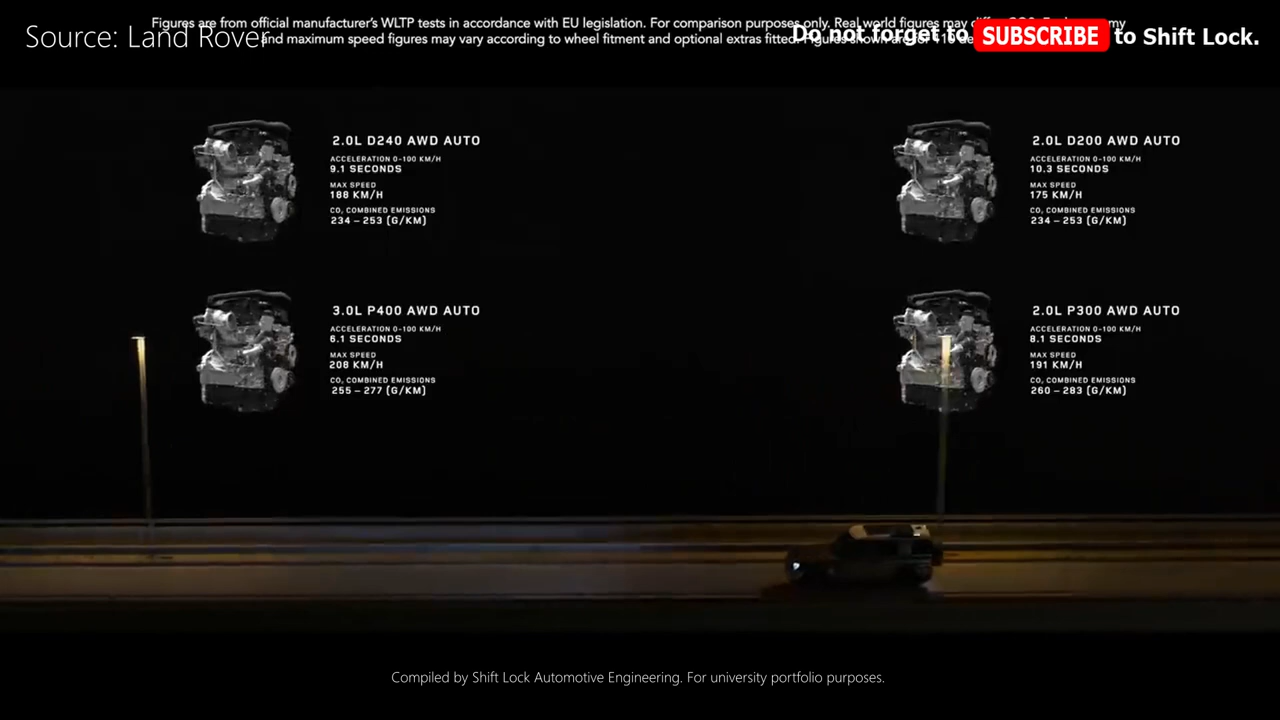 Figures are from official manufacturer's WLTP tests in accordance with EU legislation. For comparison purposes only. Real world figures may
and maximum speed figures may vary according to wheel fitment and optional extras fitted. Figures shown are for 110
Source: Land Rover
Do not forget to SUBSCRIBE to Shift Lock.
2.0L D240 AWD AUTO
ACCELERATION 0-100 KM/H
9.1 SECONDS
MAX SPEED
188 KM/H
CO₂ COMBINED EMISSIONS
234 – 253 (G/KM)
2.0L D200 AWD AUTO
ACCELERATION 0-100 KM/H
10.3 SECONDS
MAX SPEED
175 KM/H
CO₂ COMBINED EMISSIONS
234 – 253 (G/KM)
3.0L P400 AWD AUTO
ACCELERATION 0-100 KM/H
6.1 SECONDS
MAX SPEED
208 KM/H
CO₂ COMBINED EMISSIONS
255 – 277 (G/KM)
2.0L P300 AWD AUTO
ACCELERATION 0-100 KM/H
8.1 SECONDS
MAX SPEED
191 KM/H
CO₂ COMBINED EMISSIONS
260 – 283 (G/KM)
Compiled by Shift Lock Automotive Engineering. For university portfolio purposes.